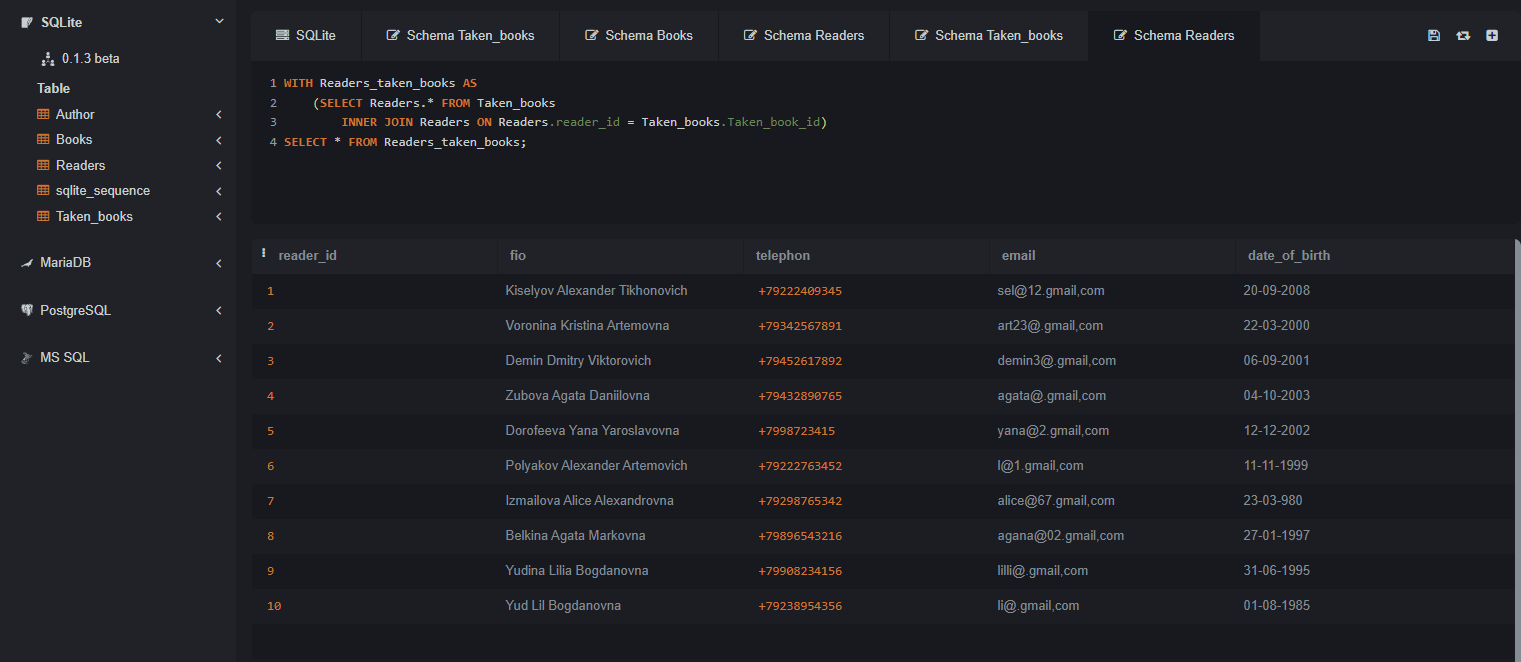 SQLite
0.1.3 beta
Table
Author
Books
Readers
sqlite_sequence
Taken_books
MariaDB
PostgreSQL
MS SQL
SQLite Schema Taken_books Schema Books Schema Readers Schema Taken_books Schema Readers
1 WITH Readers_taken_books AS
2 (SELECT Readers.* FROM Taken_books
3 INNER JOIN Readers ON Readers.reader_id = Taken_books.Taken_book_id)
4 SELECT * FROM Readers_taken_books;
reader_id fio telephon email date_of_birth
1 Kiselyov Alexander Tikhonovich +79222409345 sel@12.gmail,com 20-09-2008
2 Voronina Kristina Artemovna +79342567891 art23@.gmail,com 22-03-2000
3 Demin Dmitry Viktorovich +79452617892 demin3@.gmail,com 06-09-2001
4 Zubova Agata Daniilovna +79432890765 agata@.gmail,com 04-10-2003
5 Dorofeeva Yana Yaroslavovna +7998723415 yana@2.gmail,com 12-12-2002
6 Polyakov Alexander Artemovich +79222763452 l@1.gmail,com 11-11-1999
7 Izmailova Alice Alexandrovna +79298765342 alice@67.gmail,com 23-03-980
8 Belkina Agata Markovna +79896543216 agana@02.gmail,com 27-01-1997
9 Yudina Lilia Bogdanovna +79908234156 lilli@.gmail,com 31-06-1995
10 Yud Lil Bogdanovna +79238954356 li@.gmail,com 01-08-1985